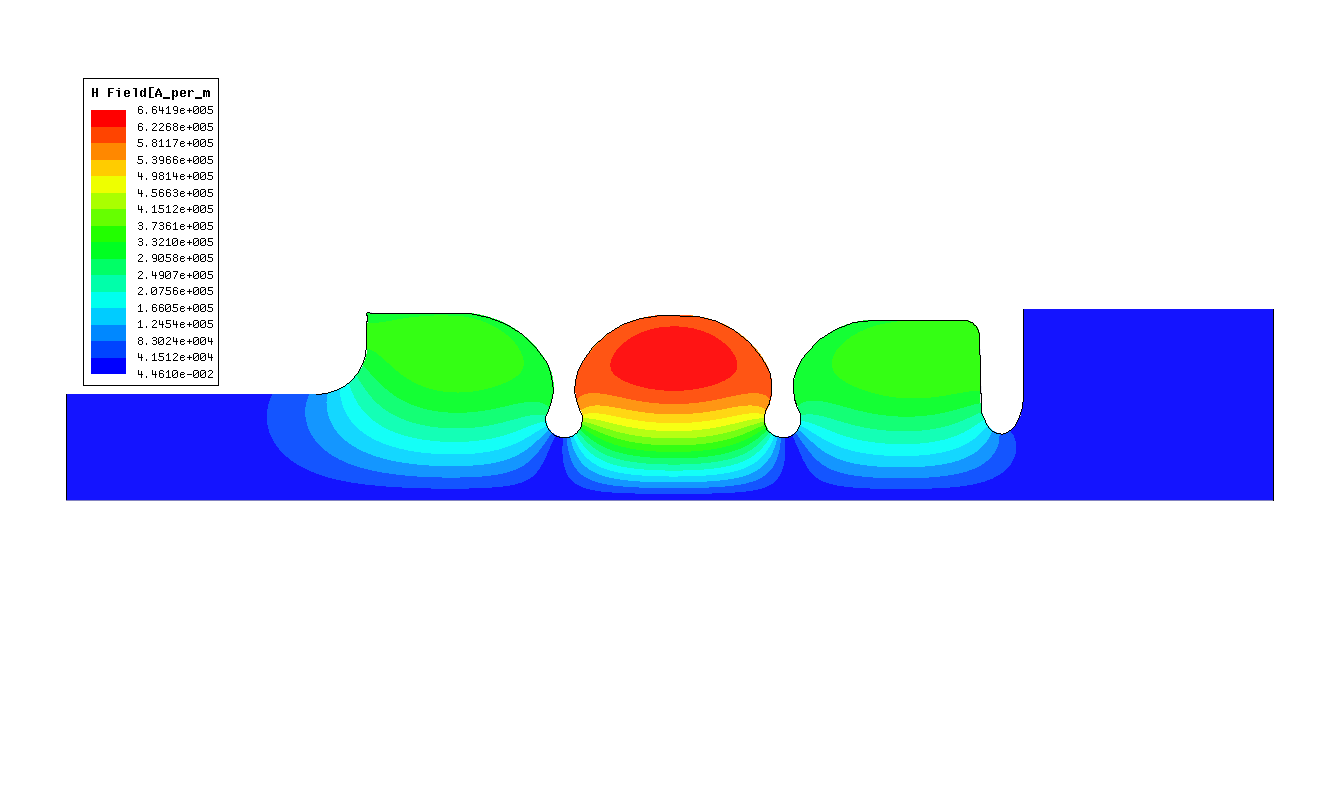 H Field[A_per_m
6.6419e+005
6.2268e+005
5.8117e+005
5.3966e+005
4.9814e+005
4.5663e+005
4.1512e+005
3.7361e+005
3.3210e+005
2.9058e+005
2.4907e+005
2.0756e+005
1.6605e+005
1.2454e+005
8.3024e+004
4.1512e+004
4.4610e-002